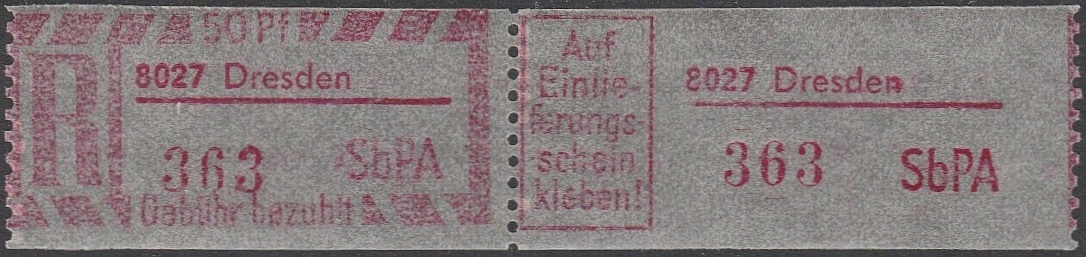 50 Pf
R
8027 Dresden
363 SbPA
Gebühr bezahlt
Auf
Einlie-
ferungs-
schein
kleben!
8027 Dresden
363 SbPA